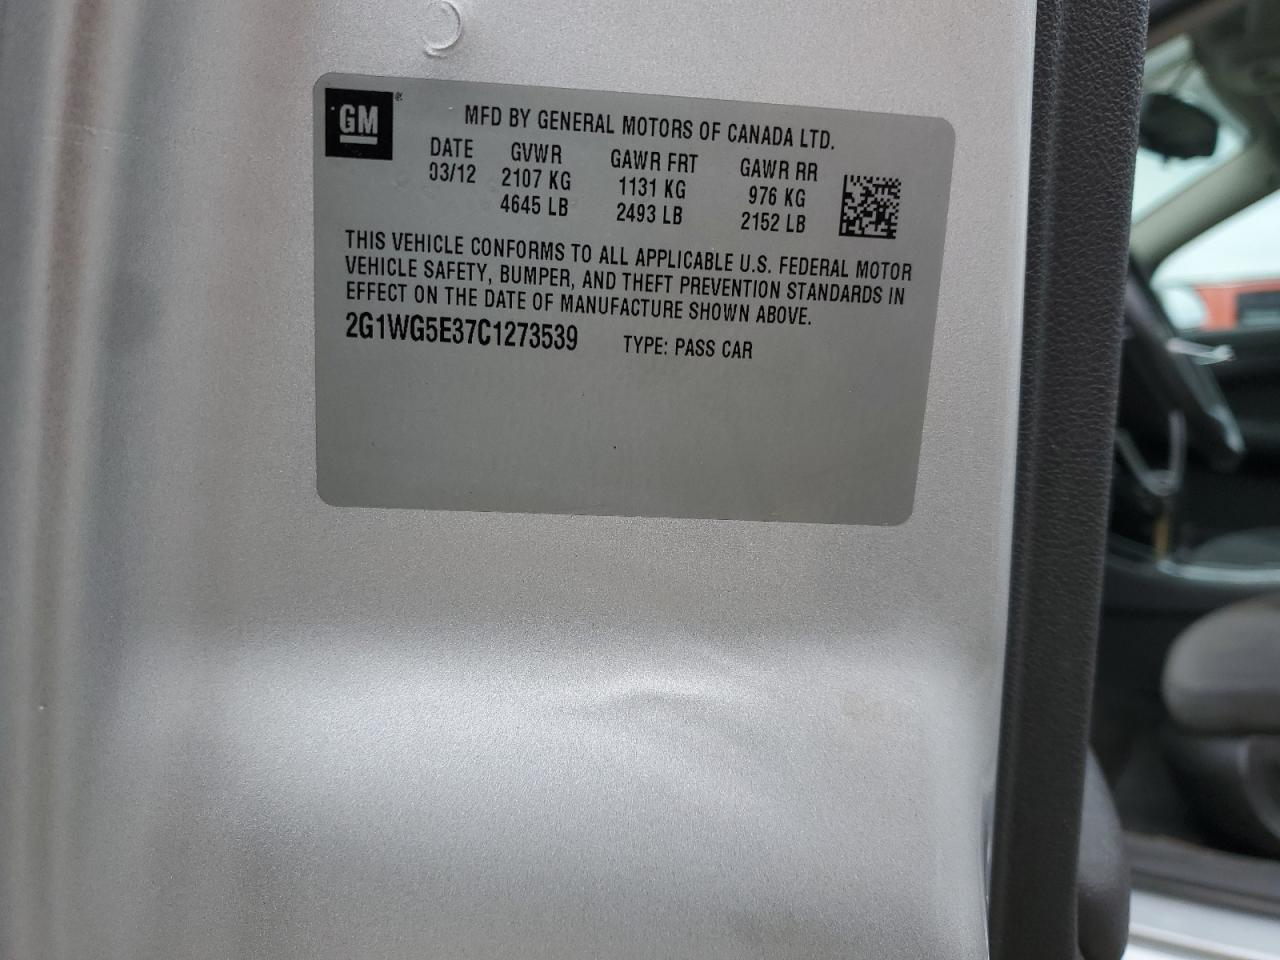 GM®
MFD BY GENERAL MOTORS OF CANADA LTD.
DATE GVWR GAWR FRT GAWR RR
03/12 2107 KG 1131 KG 976 KG
4645 LB 2493 LB 2152 LB
THIS VEHICLE CONFORMS TO ALL APPLICABLE U.S. FEDERAL MOTOR
VEHICLE SAFETY, BUMPER, AND THEFT PREVENTION STANDARDS IN
EFFECT ON THE DATE OF MANUFACTURE SHOWN ABOVE.
2G1WG5E37C1273539 TYPE: PASS CAR